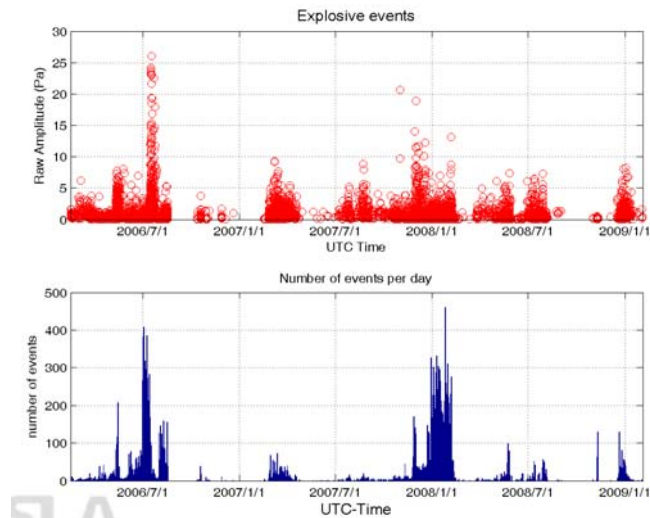 Explosive events
30
25
20
15
10
5
0
Raw Amplitude (Pa)
2006/7/1 2007/1/1 2007/7/1 2008/1/1 2008/7/1 2009/1/1
UTC Time
Number of events per day
500
400
300
200
100
0
number of events
2006/7/1 2007/1/1 2007/7/1 2008/1/1 2008/7/1 2009/1/1
UTC-Time